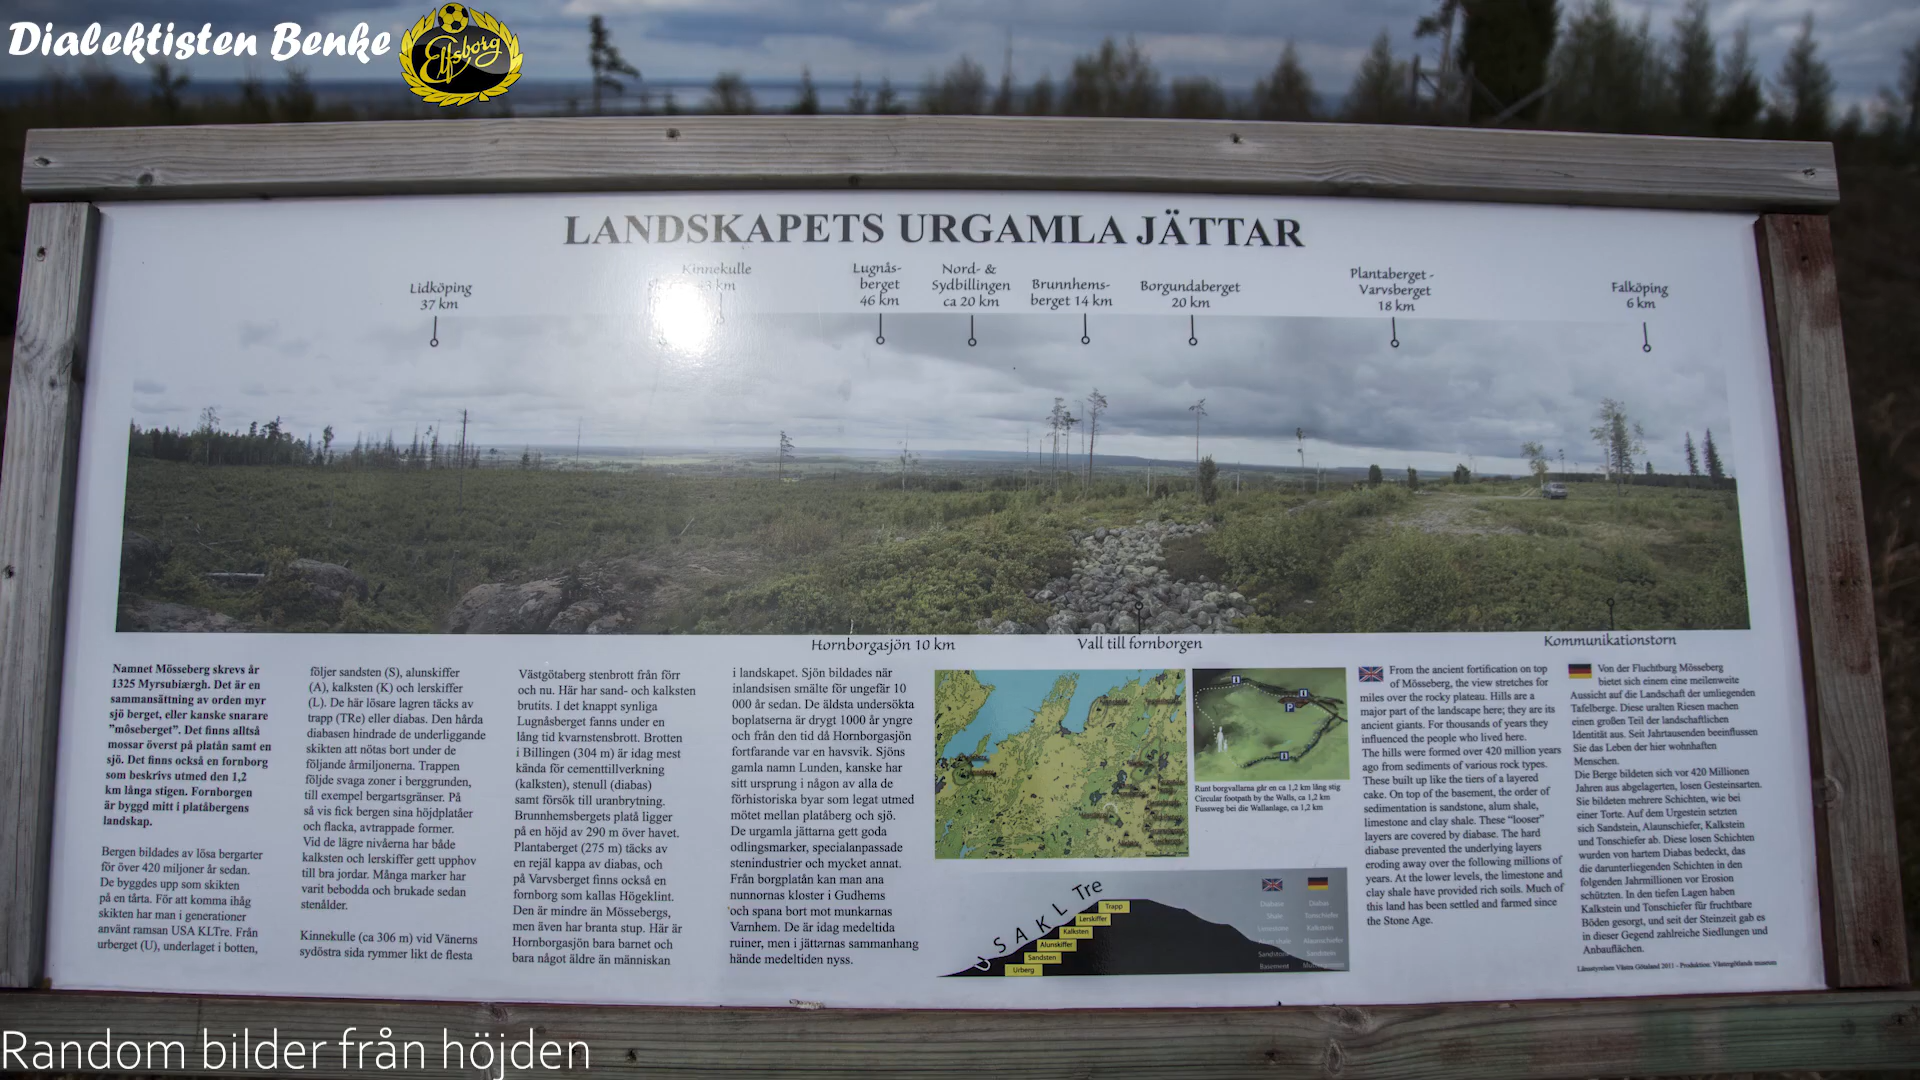 Dialektisten Benke
Elfsborg
LANDSKAPETS URGAMLA JÄTTAR
Lidköping
37 km
Kinnekulle
Lugnås-
berget
46 km
Nord- &
Sydbillingen
ca 20 km
Brunnhems-
berget 14 km
Borgundaberget
20 km
Plantaberget -
Varvsberget
18 km
Falköping
6 km
Hornborgasjön 10 km
Vall till fornborgen
Kommunikationstorn
Namnet Mösseberg skrevs år
1325 Myrsubiærgh. Det är en
sammansättning av orden myr
sjö berget, eller kanske snarare
"möseberget". Det finns alltså
mossar överst på platån samt en
sjö. Det finns också en fornborg
som beskrivs utmed den 1,2
km långa stigen. Fornborgen
är byggd mitt i platåbergens
landskap.
Bergen bildades av lösa bergarter
för över 420 miljoner år sedan.
De byggdes upp som skikten
på en tårta. För att komma ihåg
skikten har man i generationer
använt ramsan USA KLTre. Från
urberget (U), underlaget i botten,
följer sandsten (S), alunskiffer
(A), kalksten (K) och lerskiffer
(L). De här lösare lagren täcks av
trapp (TRe) eller diabas. Den hårda
diabasen hindrade de underliggande
skikten att nötas bort under de
följande årmiljonerna. Trappen
följde svaga zoner i berggrunden,
till exempel bergartsgränser. På
så vis fick bergen sina höjdplatåer
och flacka, avtrappade former.
Vid de lägre nivåerna har både
kalksten och lerskiffer gett upphov
till bra jordar. Många marker har
varit bebodda och brukade sedan
stenålder.
Kinnekulle (ca 306 m) vid Vänerns
sydöstra sida rymmer likt de flesta
Västgötaberg stenbrott från förr
och nu. Här har sand- och kalksten
brutits. I det knappt synliga
Lugnåsberget fanns under en
lång tid kvarnstensbrott. Brotten
i Billingen (304 m) är idag mest
kända för cementtillverkning
(kalksten), stenull (diabas)
samt försök till uranbrytning.
Brunnhemsbergets platå ligger
på en höjd av 290 m över havet.
Plantaberget (275 m) täcks av
en rejäl kappa av diabas, och
på Varvsberget finns också en
fornborg som kallas Högeklint.
Den är mindre än Mössebergs,
men även har branta stup. Här är
Hornborgasjön bara barnet och
bara något äldre än människan
i landskapet. Sjön bildades när
inlandsisen smälte för ungefär 10
000 år sedan. De äldsta undersökta
boplatserna är drygt 1000 år yngre
och från den tid då Hornborgasjön
fortfarande var en havsvik. Sjöns
gamla namn Lunden, kanske har
sitt ursprung i någon av alla de
förhistoriska byar som legat utmed
mötet mellan platåberg och sjö.
De urgamla jättarna gett goda
odlingsmarker, specialanpassade
stenindustrier och mycket annat.
Från borgplatån kan man ana
nunnornas kloster i Gudhems
och spana bort mot munkarnas
Varnhem. De är idag medeltida
ruiner, men i jättarnas sammanhang
hände medeltiden nyss.
i
i
P
i
Runt borgvallarna går en ca 1,2 km lång stig
Circular footpath by the Walls, ca 1,2 km
Fussweg bei die Wallanlage, ca 1,2 km
U S A K L Tre
Trapp
Lerskiffer
Kalksten
Alunskiffer
Sandsten
Urberg
Diabase Diabas
Shale Tonschiefer
Limestone Kalkstein
Alum shale Alaunschiefer
Sandstone Sandstein
Basement
From the ancient fortification on top
of Mösseberg, the view stretches for
miles over the rocky plateau. Hills are a
major part of the landscape here; they are its
ancient giants. For thousands of years they
influenced the people who lived here.
The hills were formed over 420 million years
ago from sediments of various rock types.
These built up like the tiers of a layered
cake. On top of the basement, the order of
sedimentation is sandstone, alum shale,
limestone and clay shale. These "looser"
layers are covered by diabase. The hard
diabase prevented the underlying layers
eroding away over the following millions of
years. At the lower levels, the limestone and
clay shale have provided rich soils. Much of
this land has been settled and farmed since
the Stone Age.
Von der Fluchtburg Mösseberg
bietet sich einem eine meilenweite
Aussicht auf die Landschaft der umliegenden
Tafelberge. Diese uralten Riesen machen
einen großen Teil der landschaftlichen
Identität aus. Seit Jahrtausenden beeinflussen
Sie das Leben der hier wohnhaften
Menschen.
Die Berge bildeten sich vor 420 Millionen
Jahren aus abgelagerten, losen Gesteinsarten.
Sie bildeten mehrere Schichten, wie bei
einer Torte. Auf dem Urgestein setzten
sich Sandstein, Alaunschiefer, Kalkstein
und Tonschiefer ab. Diese losen Schichten
wurden von hartem Diabas bedeckt, das
die darunterliegenden Schichten in den
folgenden Jahrmillionen vor Erosion
schützten. In den tiefen Lagen haben
Kalkstein und Tonschiefer für fruchtbare
Böden gesorgt, und seit der Steinzeit gab es
in dieser Gegend zahlreiche Siedlungen und
Anbauflächen.
Länsstyrelsen Västra Götaland 2011 - Produktion: Västergötlands museum
Random bilder från höjden